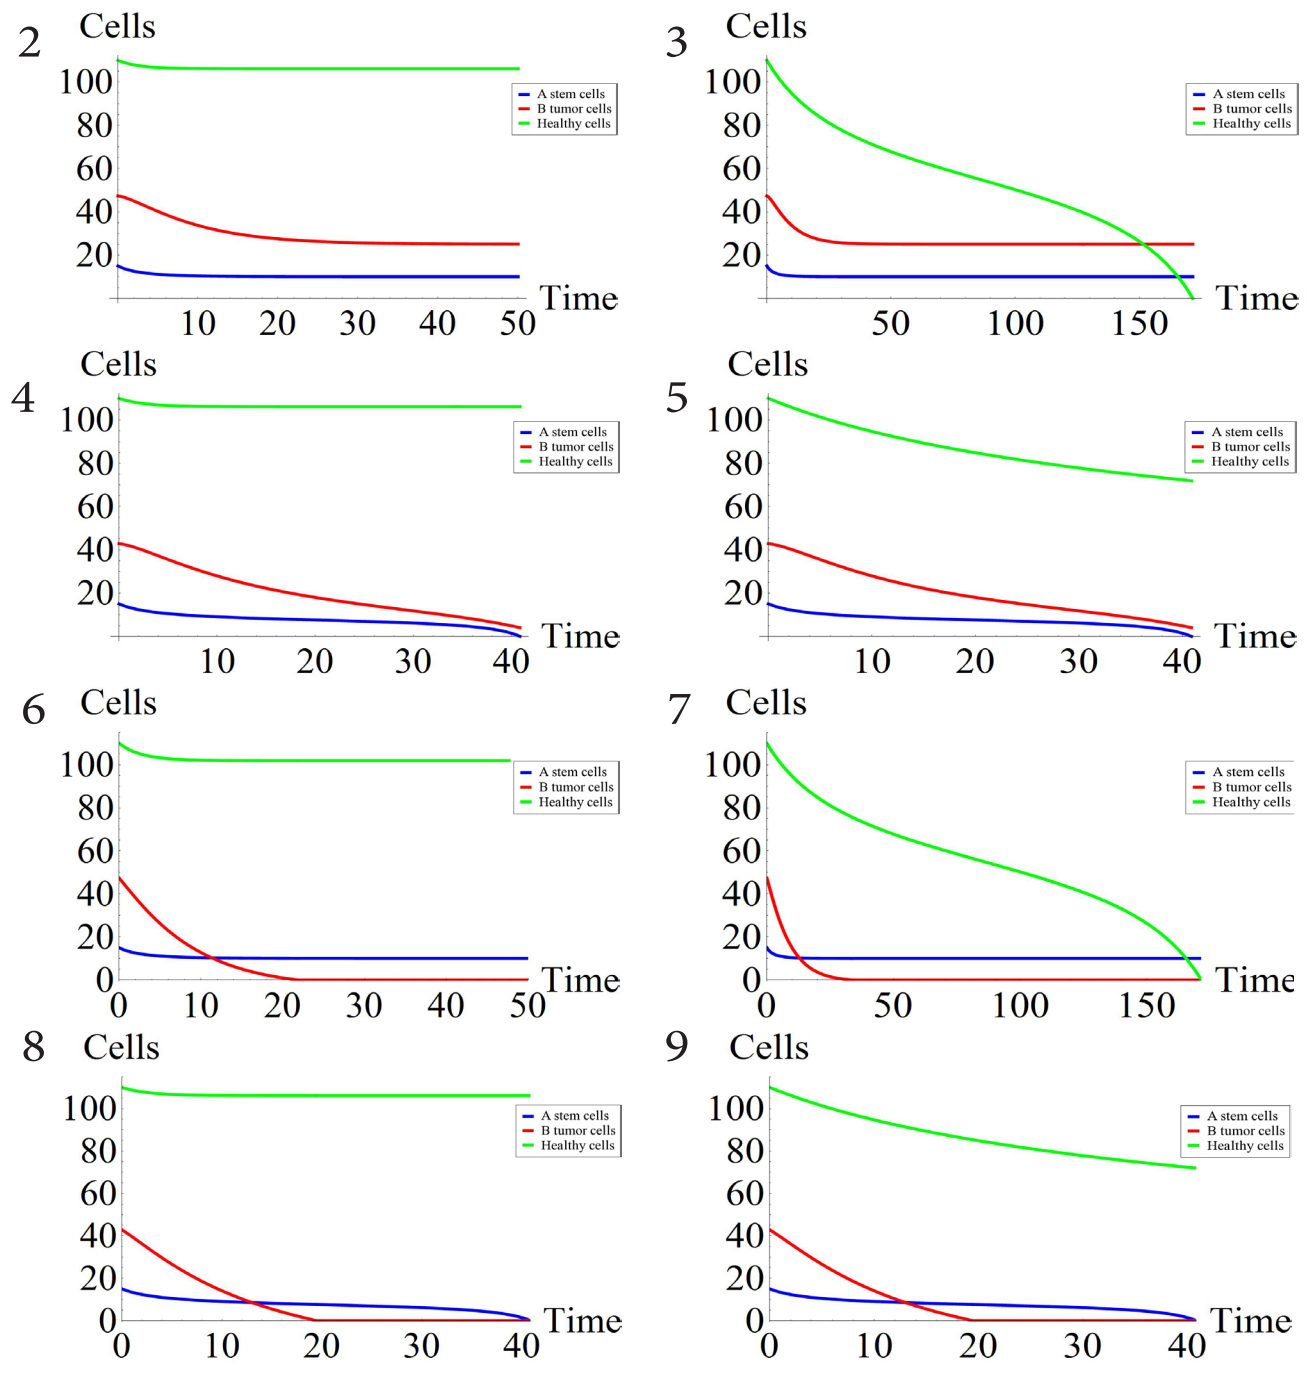 2
Cells
100
80
60
40
20
10 20 30 40 50
Time
A stem cells
B tumor cells
Healthy cells
3
Cells
100
80
60
40
20
50 100 150
Time
A stem cells
B tumor cells
Healthy cells
4
Cells
100
80
60
40
20
10 20 30 40
Time
A stem cells
B tumor cells
Healthy cells
5
Cells
100
80
60
40
20
10 20 30 40
Time
A stem cells
B tumor cells
Healthy cells
6
Cells
100
80
60
40
20
0
0 10 20 30 40 50
Time
A stem cells
B tumor cells
Healthy cells
7
Cells
100
80
60
40
20
0
0 50 100 150
Time
A stem cells
B tumor cells
Healthy cells
8
Cells
100
80
60
40
20
0
0 10 20 30 40
Time
A stem cells
B tumor cells
Healthy cells
9
Cells
100
80
60
40
20
0
0 10 20 30 40
Time
A stem cells
B tumor cells
Healthy cells